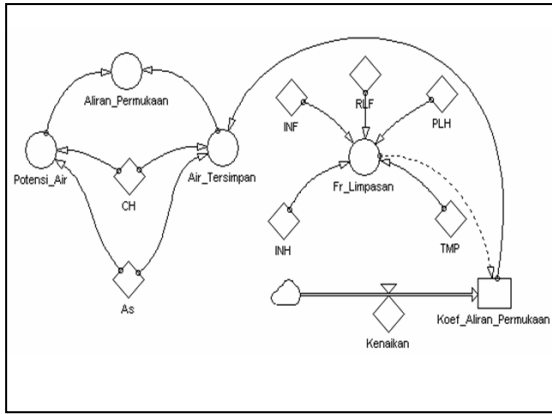 Aliran_Permukaan
INF
RLF
PLH
Potensi_Air
CH
Air_Tersimpan
Fr_Limpasan
INH
TMP
As
Koef_Aliran_Permukaan
Kenaikan